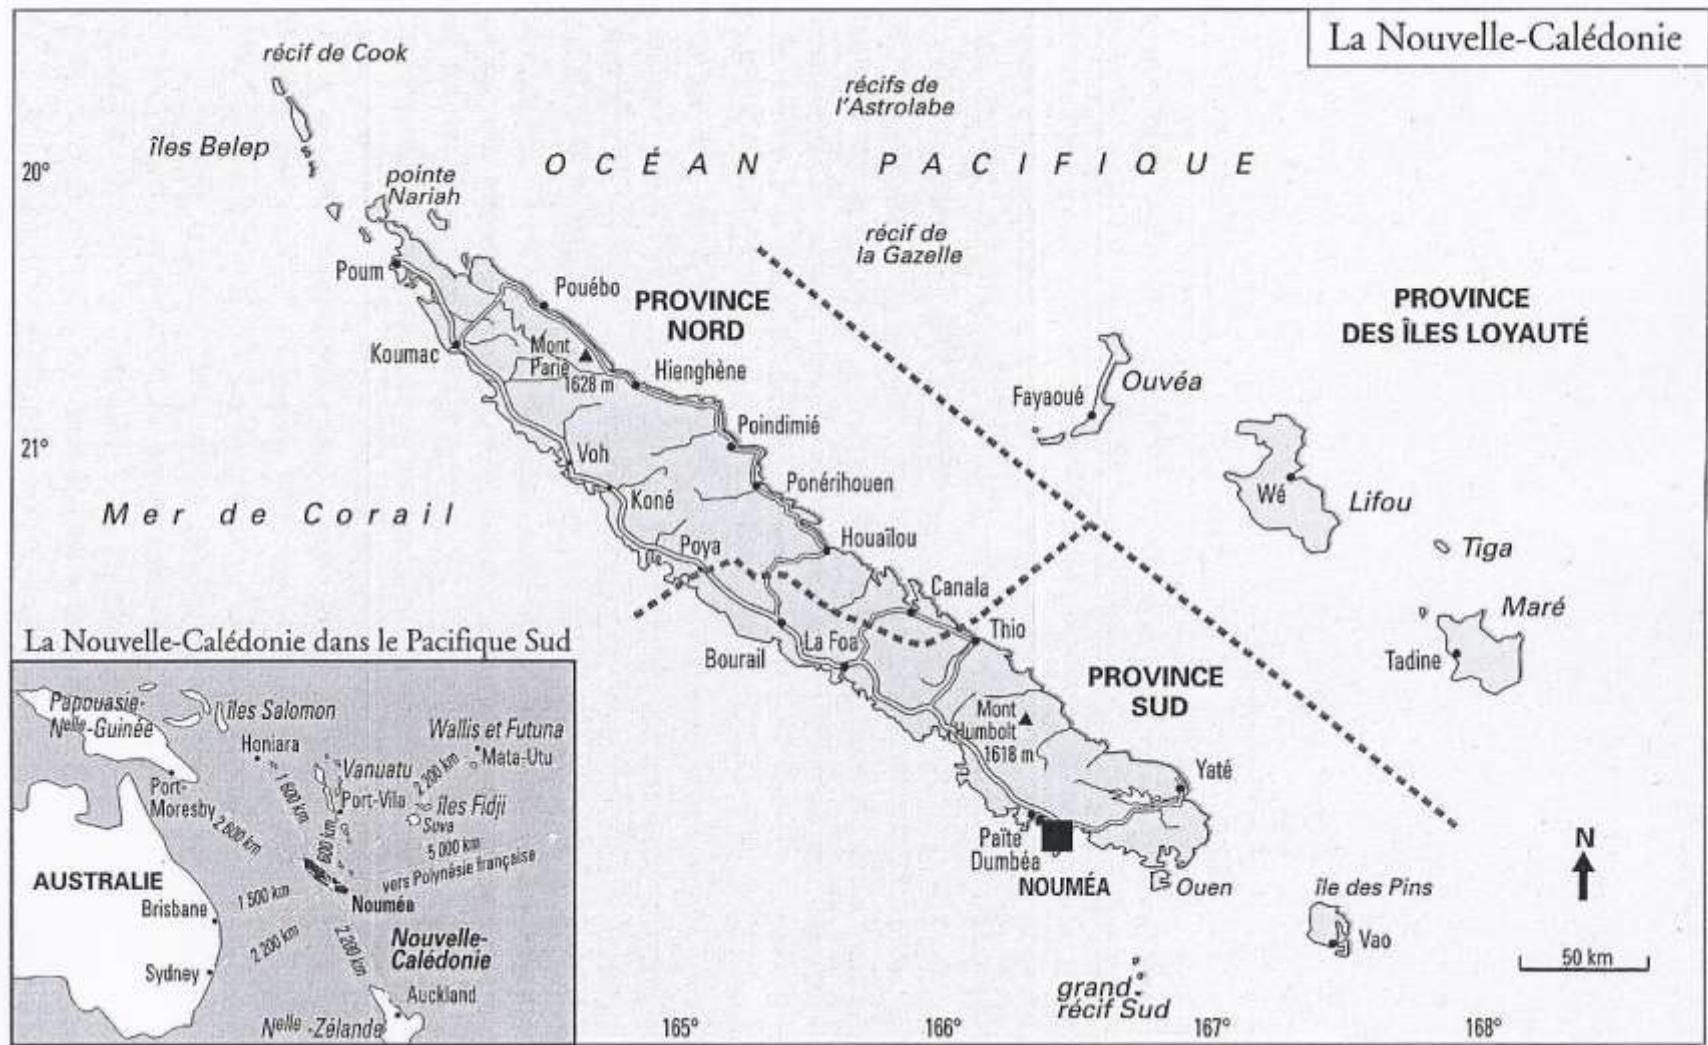 La Nouvelle-Calédonie
récif de Cook
récifs de
l'Astrolabe
îles Belep
OCÉAN PACIFIQUE
20°
pointe
Nariah
récif de
la Gazelle
Poum
Pouébo
PROVINCE
NORD
PROVINCE
DES ÎLES LOYAUTÉ
Koumac
Mont
Parié
1628 m
Hienghène
Fayaoué
Ouvéa
Poindimié
21°
Voh
Koné
Ponérihouen
Wé
Lifou
Mer de Corail
Poya
Houaïlou
Tiga
Canala
Maré
Thio
La Foa
Bourail
Tadine
PROVINCE
SUD
Mont
Humbolt
1618 m
Yaté
Païte
Dumbéa
NOUMÉA
Ouen
île des Pins
Vao
N
50 km
grand
récif Sud
165°
166°
167°
168°
La Nouvelle-Calédonie dans le Pacifique Sud
Papouasie-
Nelle-Guinée
îles Salomon
Honiara
Wallis et Futuna
Mata-Utu
Vanuatu
Port-Vila
2 200 km
Port-
Moresby
1 600 km
îles Fidji
Suva
2 600 km
600 km
5 000 km
vers Polynésie française
AUSTRALIE
1 500 km
Nouméa
Brisbane
2 200 km
2 200 km
Nouvelle-
Calédonie
Sydney
Auckland
Nelle-Zélande